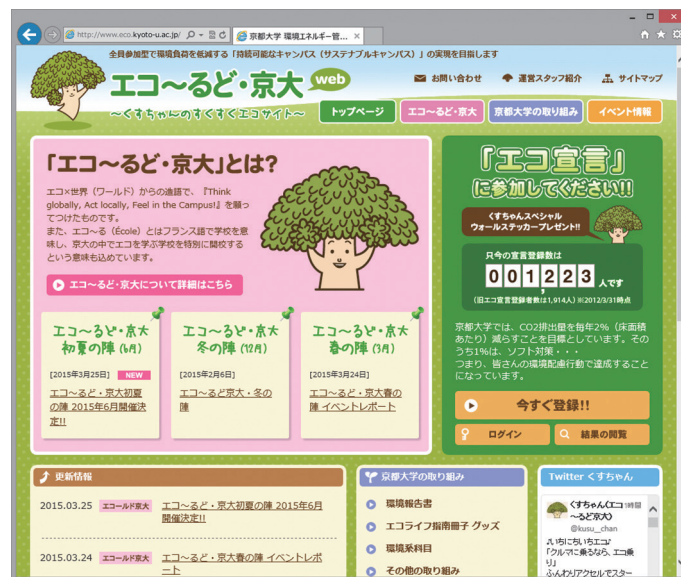 http://www.eco.kyoto-u.ac.jp/
京都大学 環境エネルギー管...
全員参加型で環境負荷を低減する「持続可能なキャンパス（サステナブルキャンパス）」の実現を目指します
エコ〜るど・京大 web
〜くすちゃんのすくすくエコサイト〜
お問い合わせ
運営スタッフ紹介
サイトマップ
トップページ
エコ〜るど・京大
京都大学の取り組み
イベント情報
「エコ〜るど・京大」とは?
エコ×世界（ワールド）からの
造語で、『Think
globally, Act locally, Feel in
the Campus!』を願っ
てつけたものです。
また、エコ〜る（École）とは
フランス語で学校を意
味し、京大の中でエコを学ぶ
学校を特別に開校する
という意味も込めています。
エコ〜るど・京大について詳細はこちら
エコ〜るど・京大
初夏の陣 (6月)
[2015年3月25日] NEW
エコ〜るど・京大初夏
の陣 2015年6月開催決
定!!
エコ〜るど・京大
冬の陣 (12月)
[2015年2月6日]
エコ〜るど京大・冬の
陣
エコ〜るど・京大
春の陣 (3月)
[2015年3月24日]
エコ〜るど・京大春の
陣 イベントレポート
「エコ宣言」
に参加してください!!
くすちゃんスペシャル
ウォールステッカープレゼント!!
只今の宣言登録数は
001,223 人です
(旧エコ宣言登録者数は1,914人) ※2012/3/31時点
京都大学では、CO2排出量を毎年2%（床面積
あたり）減らすことを目標としています。その
うち1%は、ソフト対策・・・
つまり、皆さんの環境配慮行動で達成すること
になっています。
今すぐ登録!!
ログイン
結果の閲覧
更新情報
2015.03.25 エコールド京大 エコ〜るど・京大初夏の陣 2015年6月
開催決定!!
2015.03.24 エコールド京大 エコ〜るど・京大春の陣 イベントレポ
ート
京都大学の取り組み
環境報告書
エコライフ指南冊子 グッズ
環境系科目
その他の取り組み
Twitter くすちゃん
くすちゃん(エコ 1時間
〜るど京大)
@kusu_chan
「クルマに乗るなら、エコ乗
り」
ふんわりアクセルでスター